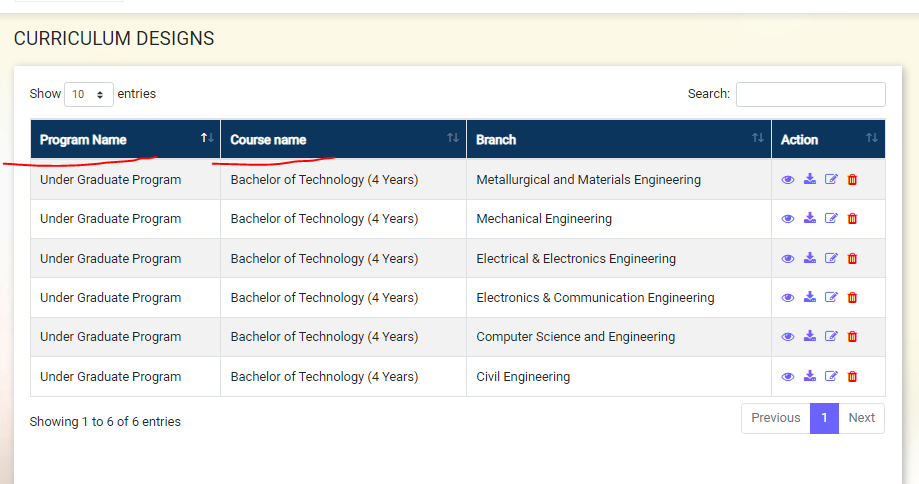 CURRICULUM DESIGNS
Show 10 entries Search:
Program Name Course name Branch Action
Under Graduate Program Bachelor of Technology (4 Years) Metallurgical and Materials Engineering
Under Graduate Program Bachelor of Technology (4 Years) Mechanical Engineering
Under Graduate Program Bachelor of Technology (4 Years) Electrical & Electronics Engineering
Under Graduate Program Bachelor of Technology (4 Years) Electronics & Communication Engineering
Under Graduate Program Bachelor of Technology (4 Years) Computer Science and Engineering
Under Graduate Program Bachelor of Technology (4 Years) Civil Engineering
Showing 1 to 6 of 6 entries Previous 1 Next